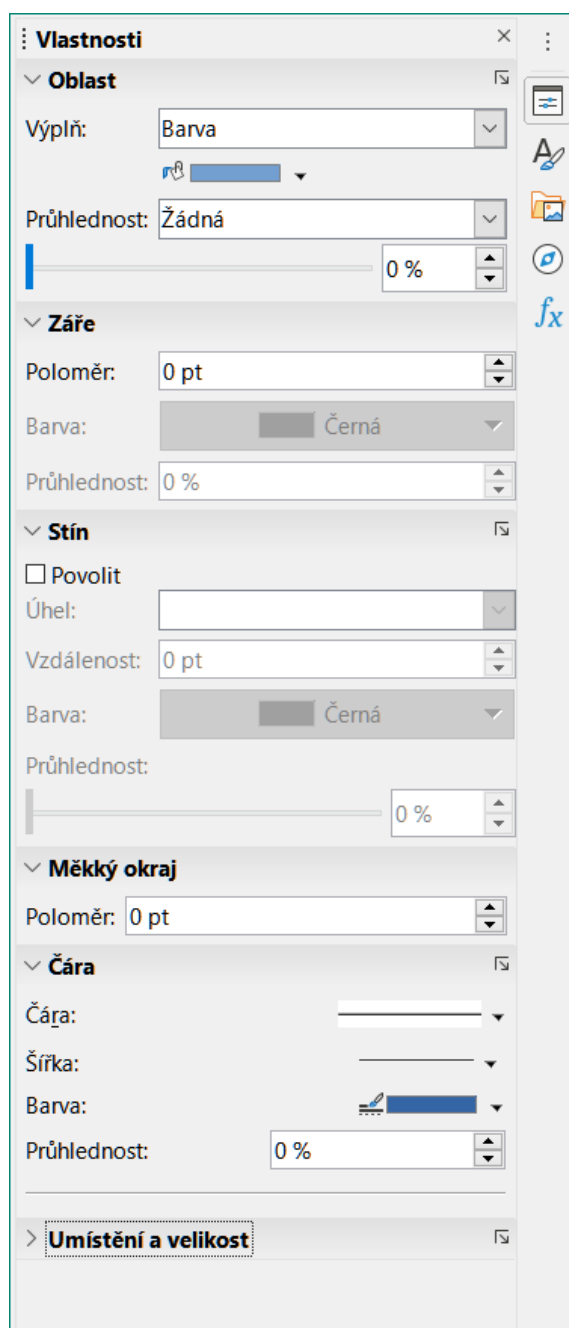 Vlastnosti
Oblast
Výplň: Barva
Průhlednost: Žádná
0 %
Záře
Poloměr: 0 pt
Barva: Černá
Průhlednost: 0 %
Stín
Povolit
Úhel:
Vzdálenost: 0 pt
Barva: Černá
Průhlednost:
0 %
Měkký okraj
Poloměr: 0 pt
Čára
Čára:
Šířka:
Barva:
Průhlednost: 0 %
Umístění a velikost